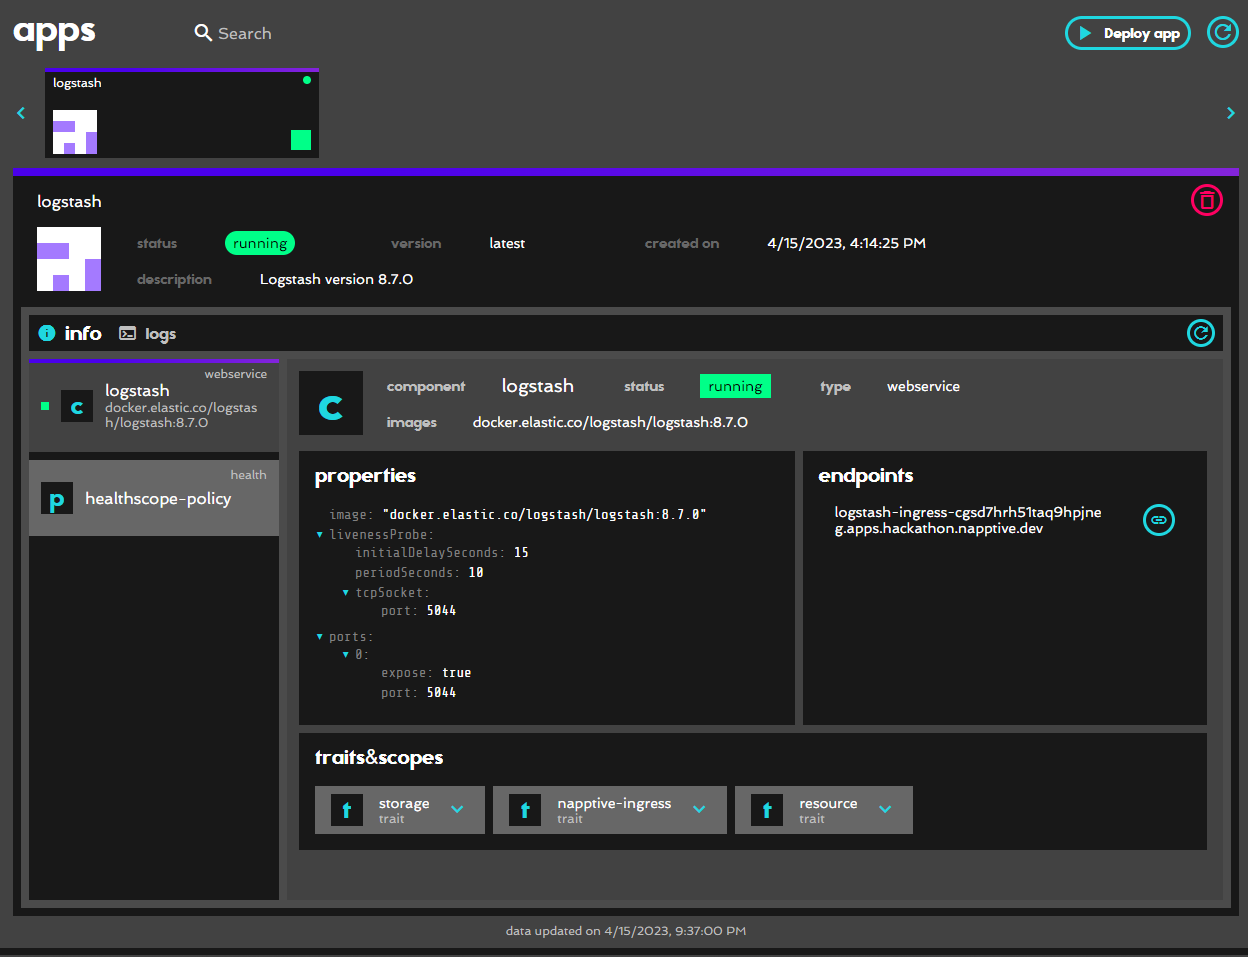 apps
Search
Deploy app
logstash
logstash
status running version latest created on 4/15/2023, 4:14:25 PM
description Logstash version 8.7.0
info logs
webservice
logstash
docker.elastic.co/logstas
h/logstash:8.7.0
c
health
p healthscope-policy
c
component logstash status running type webservice
images docker.elastic.co/logstash/logstash:8.7.0
properties
image: "docker.elastic.co/logstash/logstash:8.7.0"
livenessProbe:
initialDelaySeconds: 15
periodSeconds: 10
tcpSocket:
port: 5044
ports:
0:
expose: true
port: 5044
endpoints
logstash-ingress-cgsd7hrh51taq9hpjne
g.apps.hackathon.napptive.dev
traits&scopes
t storage
trait
t napptive-ingress
trait
t resource
trait
data updated on 4/15/2023, 9:37:00 PM